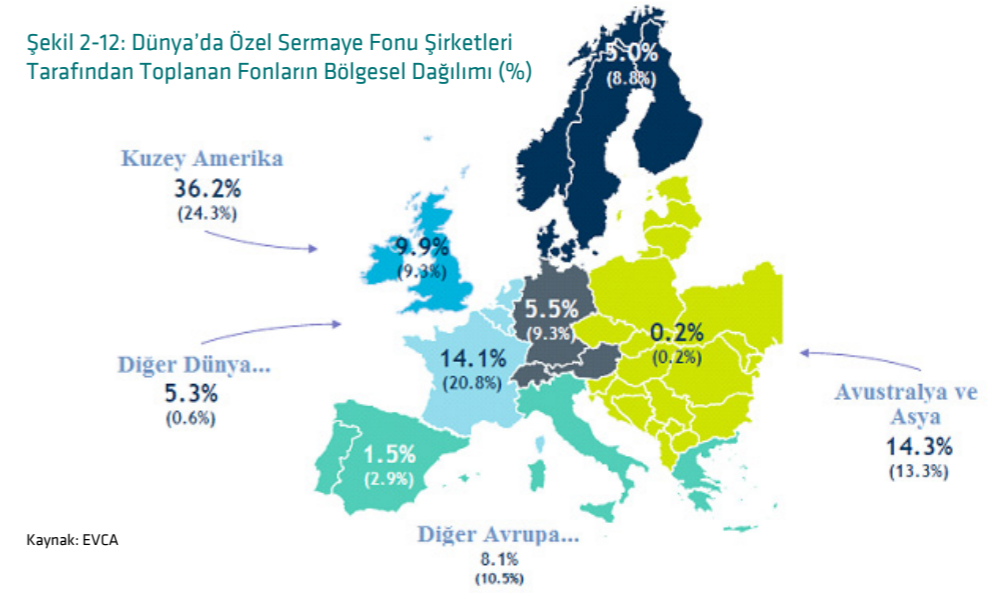 Şekil 2-12: Dünya'da Özel Sermaye Fonu Şirketleri
Tarafından Toplanan Fonların Bölgesel Dağılımı (%)
5.0%
(8.8%)
Kuzey Amerika
36.2%
(24.3%)
9.9%
(9.3%)
5.5%
(9.3%)
0.2%
(0.2%)
14.1%
(20.8%)
Diğer Dünya...
5.3%
(0.6%)
Avustralya ve
Asya
14.3%
(13.3%)
1.5%
(2.9%)
Diğer Avrupa...
8.1%
(10.5%)
Kaynak: EVCA